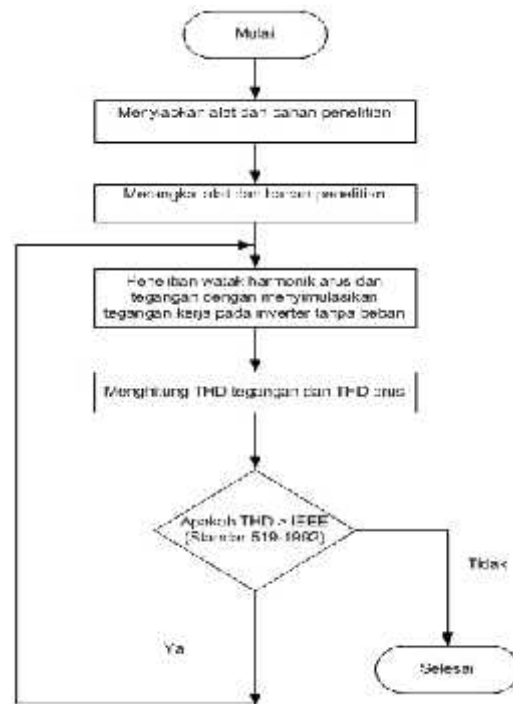 Mulai
Menyiapkan alat dan bahan penelitian
Merangkai alat dan bahan penelitian
Penelitian watak harmonik arus dan
tegangan dengan menyimulasikan
tegangan kerja pada inverter tanpa beban
Menghitung THD tegangan dan THD arus
Apakah THD > IEEE
(Standar 519-1992)
Tidak
Ya
Selesai